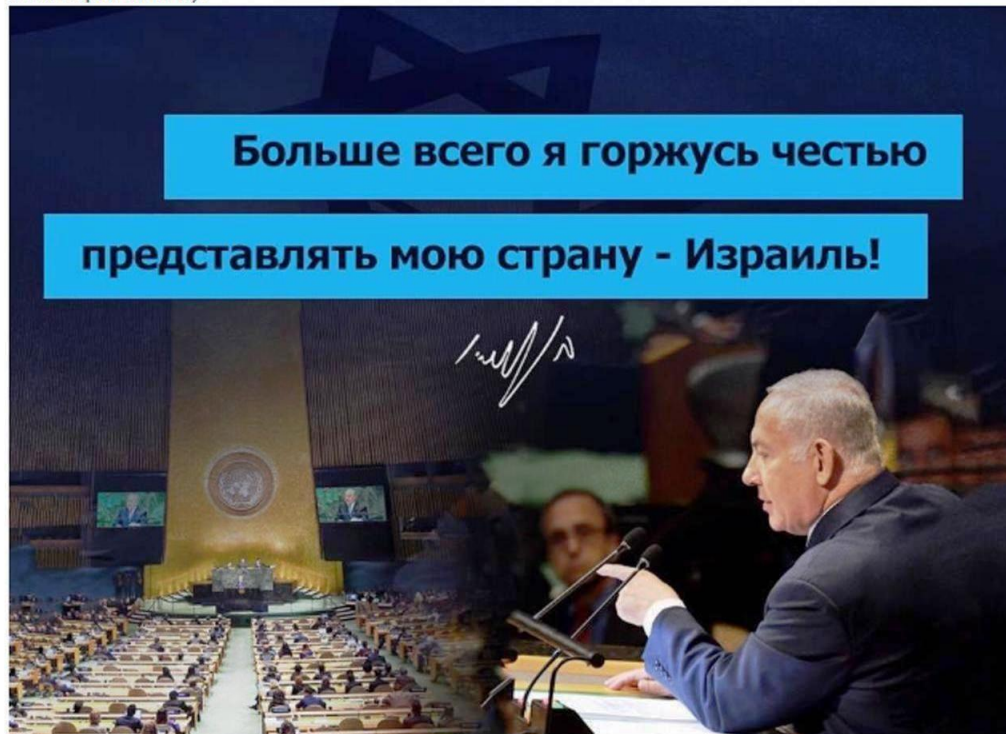 Больше всего я горжусь честью
представлять мою страну - Израиль!